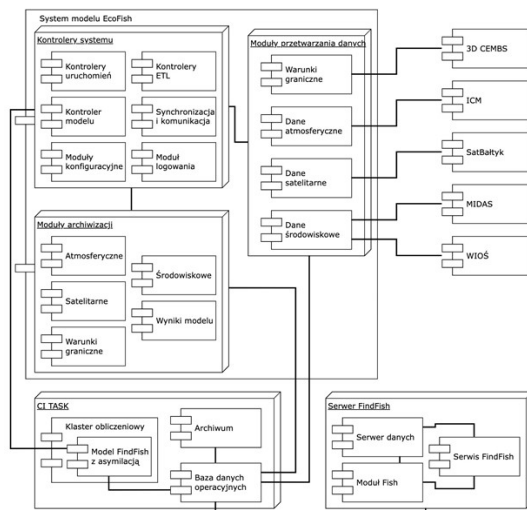 System modelu EcoFish
Kontrolery systemu
Kontrolery
uruchomień
Kontrolery
ETL
Kontroler
modelu
Synchronizacja
i komunikacja
Moduły
konfiguracyjne
Moduł
logowania
Moduły przetwarzania danych
Warunki
graniczne
Dane
atmosferyczne
Dane
satelitarne
Dane
środowiskowe
3D CEMBS
ICM
SatBałtyk
MIDAS
WIOŚ
Moduły archiwizacji
Atmosferyczne
Satelitarne
Warunki
graniczne
Środowiskowe
Wyniki modelu
CI TASK
Klaster obliczeniowy
Model FindFish
z asymilacją
Archiwum
Baza danych
operacyjnych
Serwer FindFish
Serwer danych
Moduł Fish
Serwis FindFish